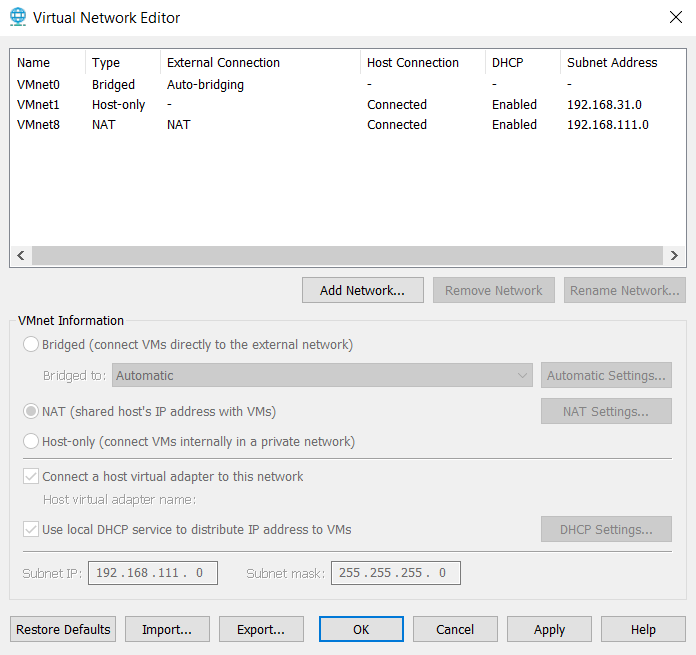 Virtual Network Editor
Name Type External Connection Host Connection DHCP Subnet Address
VMnet0 Bridged Auto-bridging - - -
VMnet1 Host-only - Connected Enabled 192.168.31.0
VMnet8 NAT NAT Connected Enabled 192.168.111.0
Add Network... Remove Network Rename Network...
VMnet Information
Bridged (connect VMs directly to the external network)
Bridged to: Automatic Automatic Settings...
NAT (shared host's IP address with VMs) NAT Settings...
Host-only (connect VMs internally in a private network)
Connect a host virtual adapter to this network
Host virtual adapter name:
Use local DHCP service to distribute IP address to VMs DHCP Settings...
Subnet IP: 192 . 168 . 111 . 0 Subnet mask: 255 . 255 . 255 . 0
Restore Defaults Import... Export... OK Cancel Apply Help